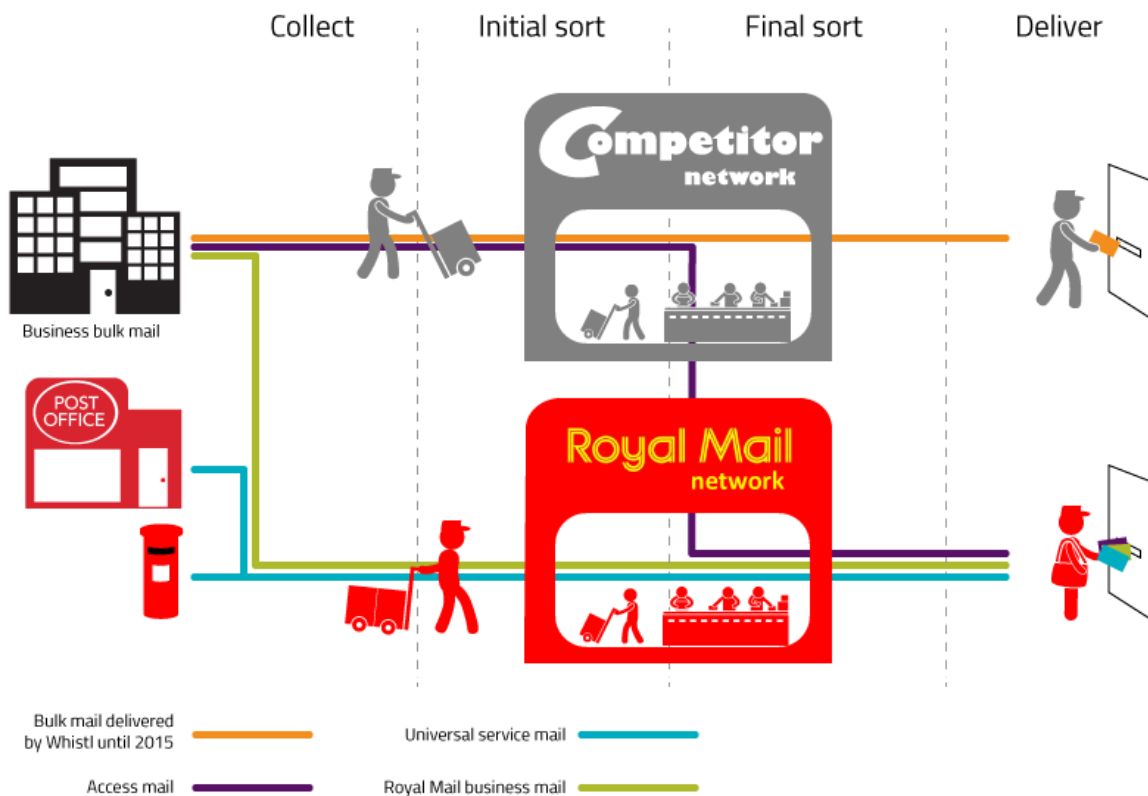 Collect
Initial sort
Final sort
Deliver
Competitor
network
Business bulk mail
POST
OFFICE
Royal Mail
network
Bulk mail delivered
by Whistl until 2015
Universal service mail
Access mail
Royal Mail business mail